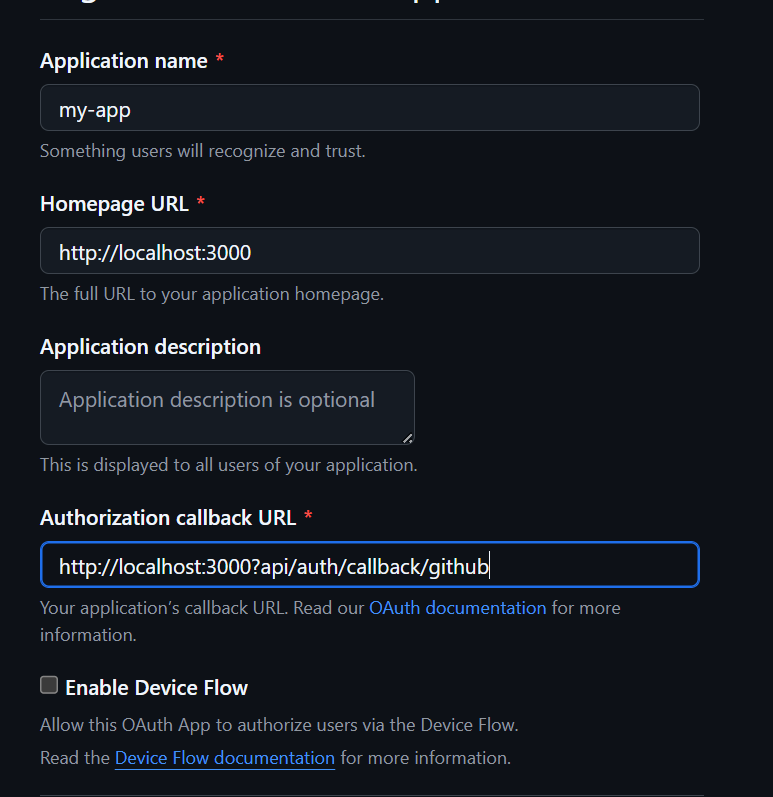 Application name *
my-app
Something users will recognize and trust.
Homepage URL *
http://localhost:3000
The full URL to your application homepage.
Application description
Application description is optional
This is displayed to all users of your application.
Authorization callback URL *
http://localhost:3000?api/auth/callback/github
Your application’s callback URL. Read our OAuth documentation for more
information.
Enable Device Flow
Allow this OAuth App to authorize users via the Device Flow.
Read the Device Flow documentation for more information.